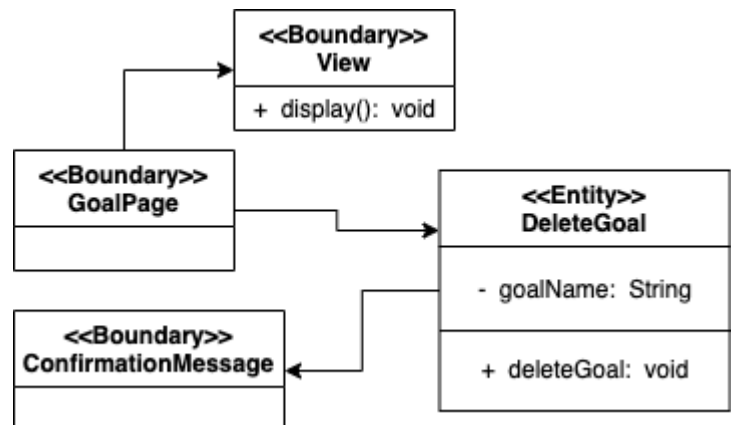 <<Boundary>>
View
+ display(): void
<<Boundary>>
GoalPage
<<Entity>>
DeleteGoal
- goalName: String
+ deleteGoal: void
<<Boundary>>
ConfirmationMessage